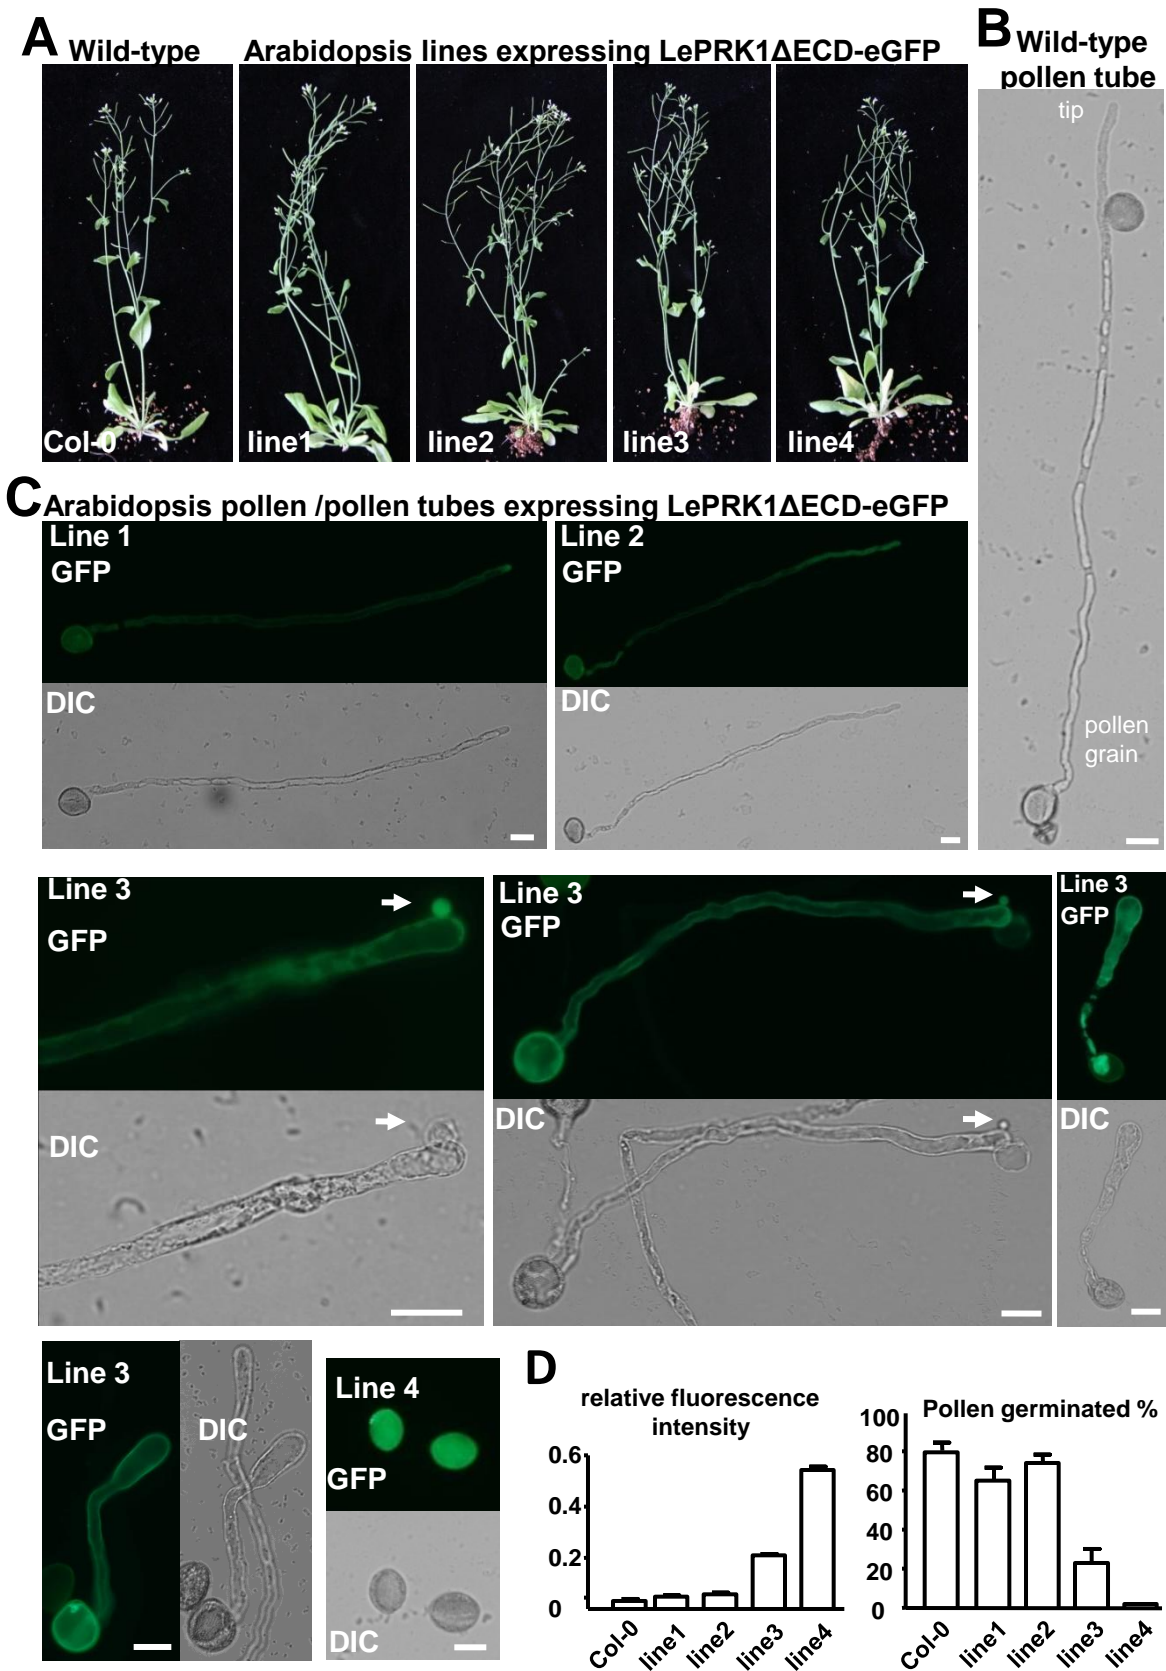 A
Wild-type
Arabidopsis lines expressing LePRK1ΔECD-eGFP
Col-0
line1
line2
line3
line4
B
Wild-type
pollen tube
tip
pollen
grain
C
Arabidopsis pollen /pollen tubes expressing LePRK1ΔECD-eGFP
Line 1
GFP
DIC
Line 2
GFP
DIC
Line 3
GFP
DIC
Line 3
GFP
DIC
Line 3
GFP
DIC
Line 3
GFP
DIC
Line 4
GFP
DIC
D
relative fluorescence
intensity
0.6
0.4
0.2
0
Col-0
line1
line2
line3
line4
Pollen germinated %
100
80
60
40
20
0
Col-0
line1
line2
line3
line4